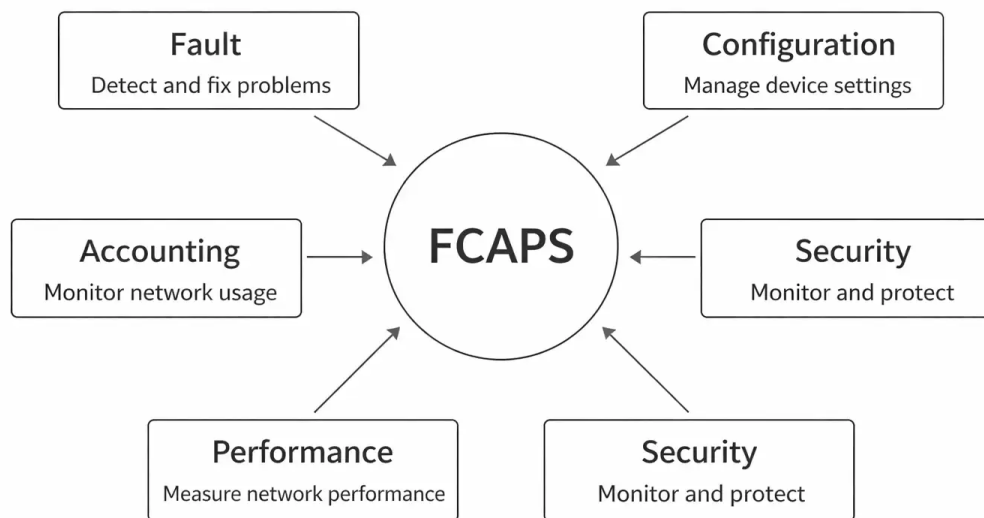 Fault
Detect and fix problems
Configuration
Manage device settings
FCAPS
Accounting
Monitor network usage
Security
Monitor and protect
Performance
Measure network performance
Security
Monitor and protect